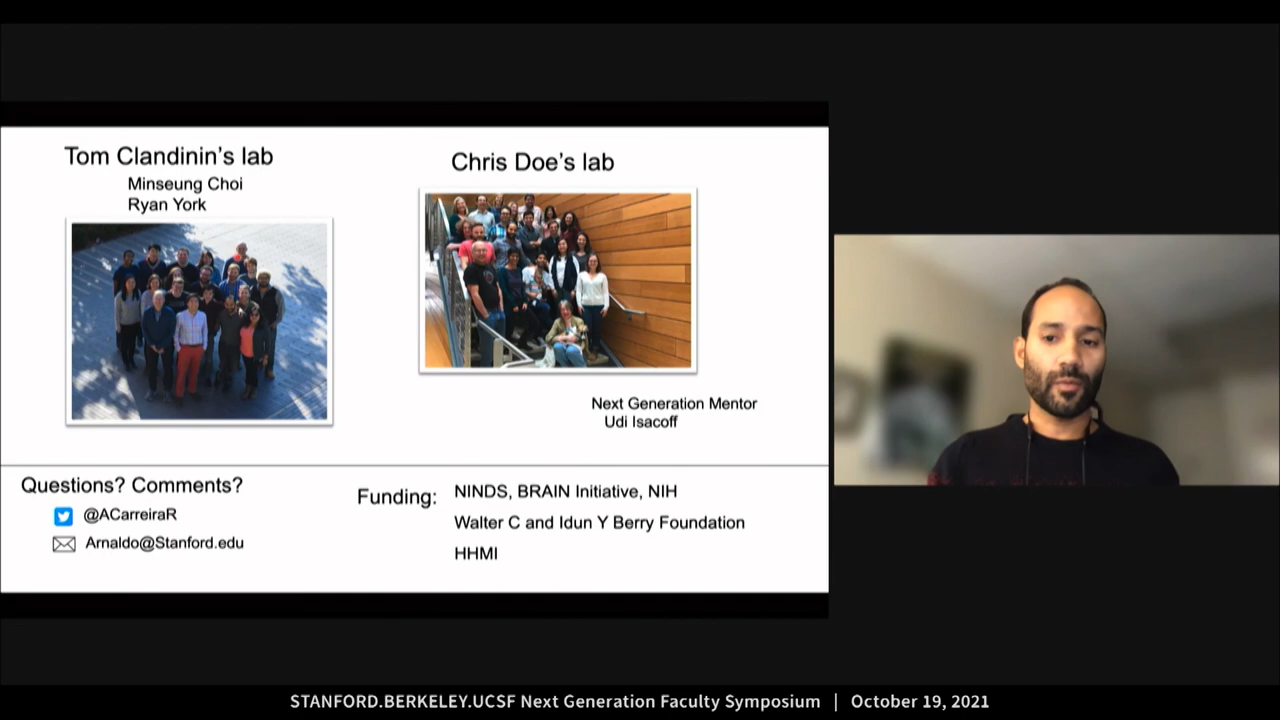 Tom Clandinin's lab
Minseung Choi
Ryan York
Chris Doe's lab
Next Generation Mentor
Udi Isacoff
Questions? Comments?
@ACarreiraR
Arnaldo@Stanford.edu
Funding:
NINDS, BRAIN Initiative, NIH
Walter C and Idun Y Berry Foundation
HHMI
STANFORD.BERKELEY.UCSF Next Generation Faculty Symposium | October 19, 2021